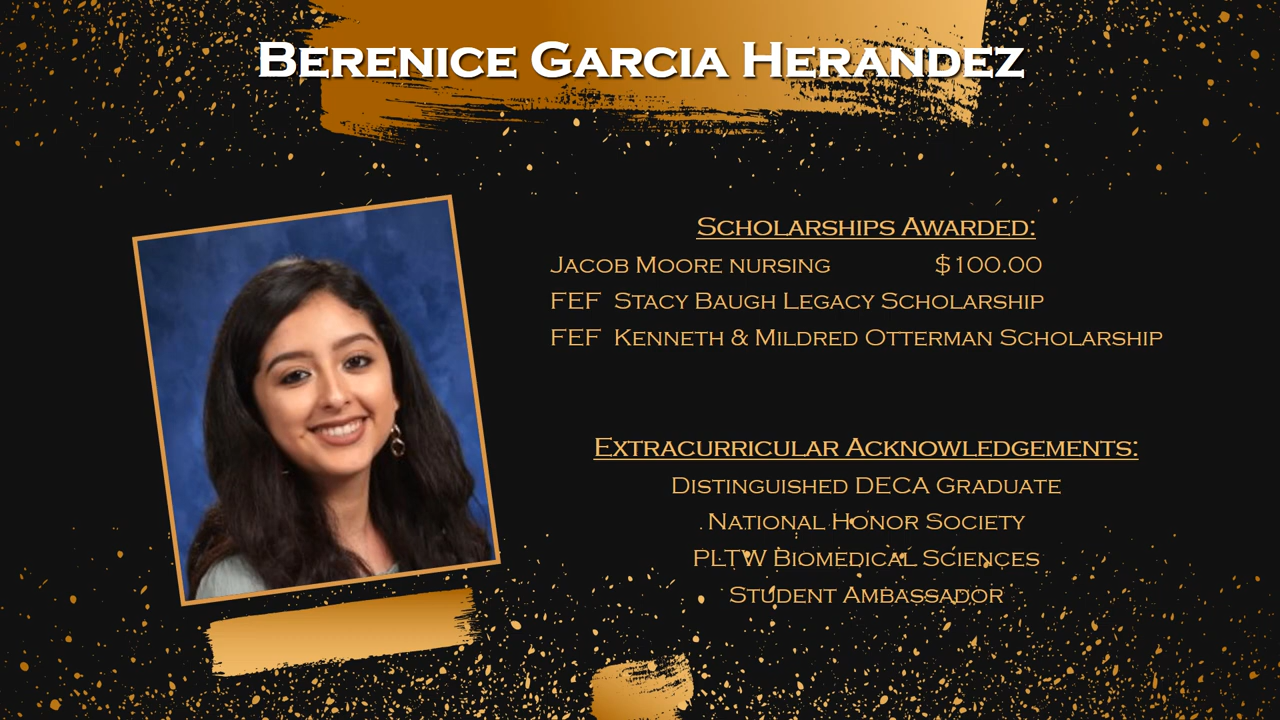 Berenice Garcia Herandez
Scholarships Awarded:
Jacob Moore nursing $100.00
FEF Stacy Baugh Legacy Scholarship
FEF Kenneth & Mildred Otterman Scholarship
Extracurricular Acknowledgements:
Distinguished DECA Graduate
National Honor Society
PLTW Biomedical Sciences
Student Ambassador